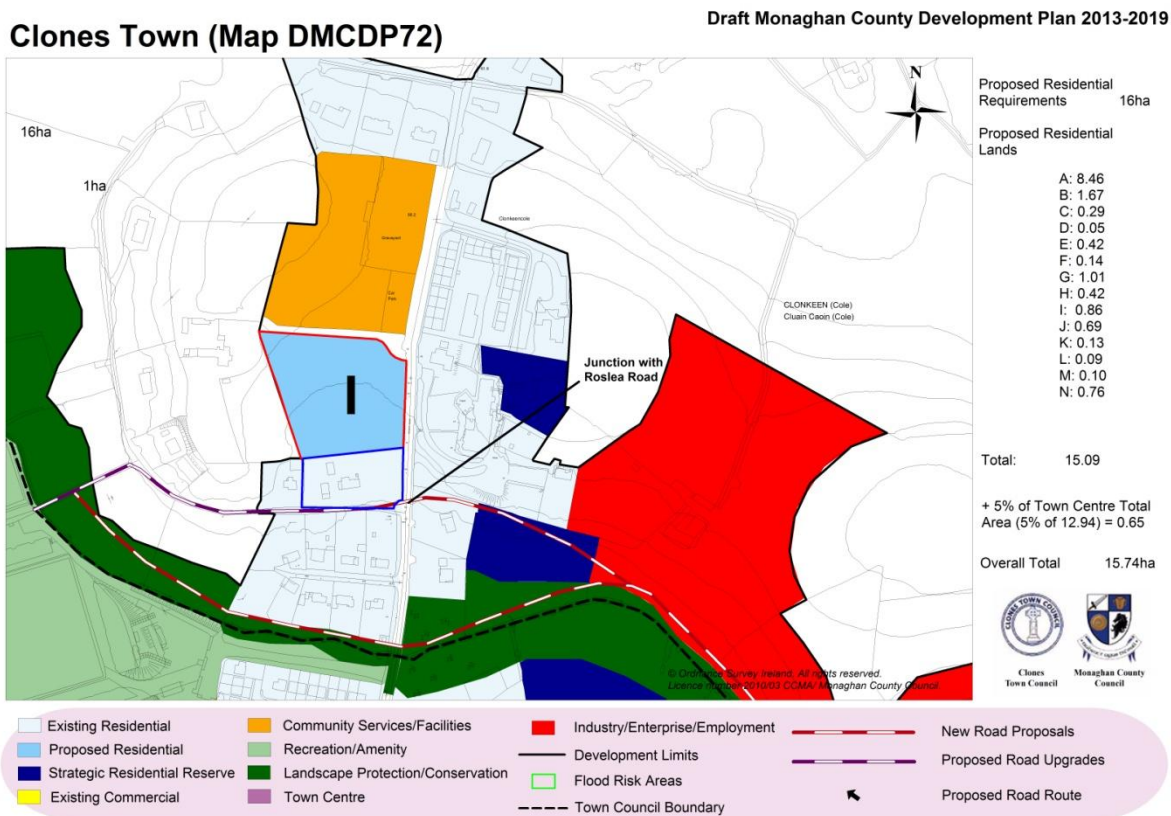 Draft Monaghan County Development Plan 2013-2019
Clones Town (Map DMCDP72)
N
16ha
1ha
Clonkeencole
Graveyard
Car
Park
CLONKEEN (Cole)
Cluain Caoin (Cole)
Junction with
Roslea Road
I
© Ordnance Survey Ireland. All rights reserved.
Licence number 2010/03 CCMA/ Monaghan County Council.
Proposed Residential
Requirements 16ha
Proposed Residential
Lands
A: 8.46
B: 1.67
C: 0.29
D: 0.05
E: 0.42
F: 0.14
G: 1.01
H: 0.42
I: 0.86
J: 0.69
K: 0.13
L: 0.09
M: 0.10
N: 0.76
Total: 15.09
+ 5% of Town Centre Total
Area (5% of 12.94) = 0.65
Overall Total 15.74ha
CLONES TOWN COUNCIL
Clones
Town Council
Monaghan County
Council
Existing Residential
Proposed Residential
Strategic Residential Reserve
Existing Commercial
Community Services/Facilities
Recreation/Amenity
Landscape Protection/Conservation
Town Centre
Industry/Enterprise/Employment
Development Limits
Flood Risk Areas
Town Council Boundary
New Road Proposals
Proposed Road Upgrades
Proposed Road Route